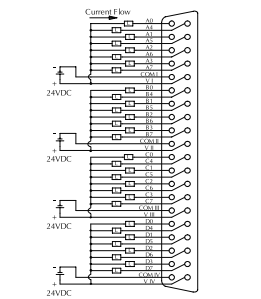 Current Flow
A0
A4
A1
A5
A2
A6
A3
A7
COM I
V I
- +
24VDC
B0
B4
B1
B5
B2
B6
B3
B7
COM II
V II
- +
24VDC
C0
C4
C1
C5
C2
C6
C3
C7
COM III
V III
- +
24VDC
D0
D4
D1
D5
D2
D6
D3
D7
COM IV
V IV
- +
24VDC